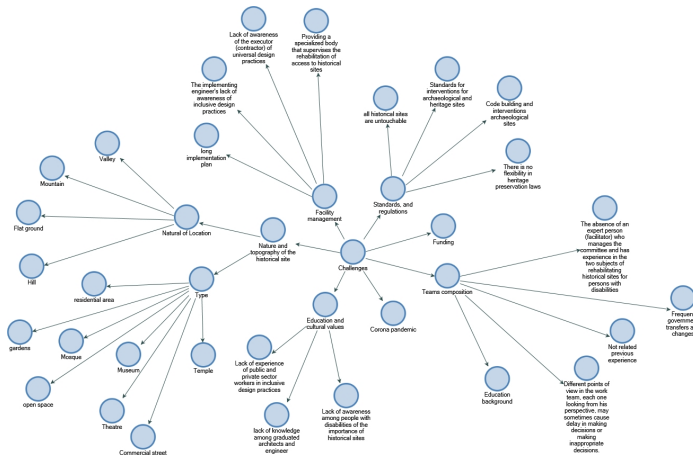 Lack of awareness
of the executor
(contractor) of
universal design
practices
Providing a
specialized body
that supervises the
rehabilitation of
access to historical
sites
The implementing
engineer's lack of
awareness of
inclusive design
practices
long
implementation
plan
all historical sites
are untouchable
Standards for
interventions for
archaeological and
heritage sites
Code building and
interventions
archaeological
sites
There is no
flexibility in
heritage
preservation laws
Valley
Mountain
Flat ground
Hill
Natural of Location
Facility
management
Standards, and
regulations
Nature and
topography of the
historical site
Challenges
Funding
Teams composition
The absence of an
expert person
(facilitator) who
manages the
committee and has
experience in the
two subjects of
rehabilitating
historical sites for
persons with
disabilities
Frequen
governme
transfers a
changes
Not related
previous
experience
Different points of
view in the work
team, each one
looking from his
perspective, may
sometimes cause
delay in making
decisions or
making
inappropriate
decisions.
Education
background
Corona pandemic
Education and
cultural values
Lack of experience
of public and
private sector
workers in inclusive
design practices
lack of knowledge
among graduated
architects and
engineer
Lack of awareness
among people with
disabilities of the
importance of
historical sites
Type
residential area
gardens
Mosque
open space
Museum
Theatre
Commercial street
Temple